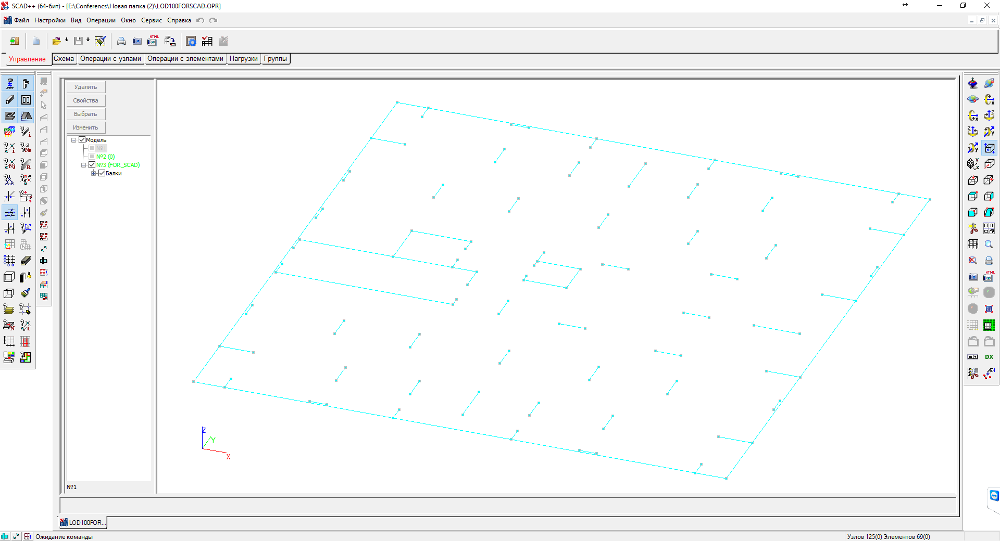 SCAD++ (64-бит) - [E:\Conferencs\Новая папка (2)\LOD100FORSCAD.OPR]
Файл Настройки Вид Операции Окно Сервис Справка
HTML
Управление Схема Операции с узлами Операции с элементами Нагрузки Группы
Удалить
Свойства
Выбрать
Изменить
Модель
№1
№2 (0)
№3 (FOR_SCAD)
Балки
Z
Y
X
№1
HTML
DX
LOD100FOR...
Ожидание команды
Узлов 125(0) Элементов 69(0)